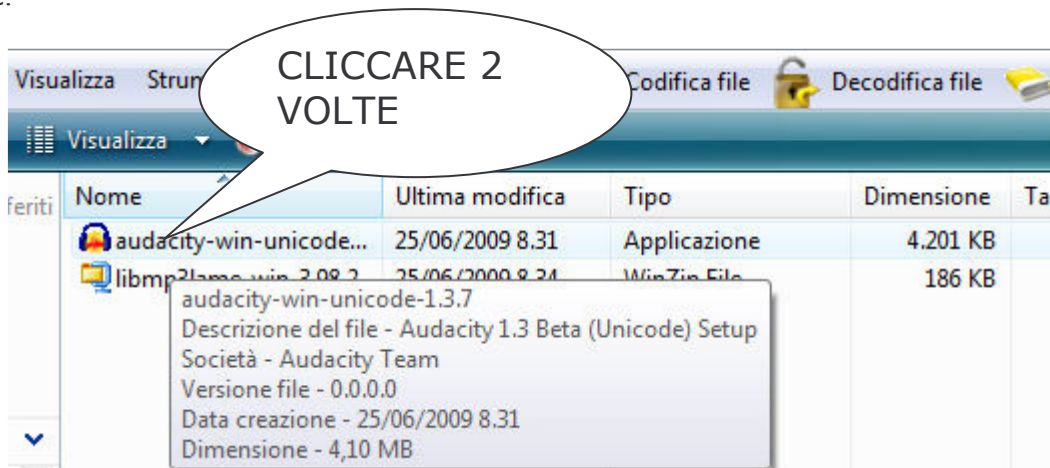 CLICCARE 2
VOLTE
Visualizza Codifica file Decodifica file
Visualizza
Nome Ultima modifica Tipo Dimensione
audacity-win-unicode... 25/06/2009 8.31 Applicazione 4.201 KB
186 KB
audacity-win-unicode-1.3.7
Descrizione del file - Audacity 1.3 Beta (Unicode) Setup
Società - Audacity Team
Versione file - 0.0.0.0
Data creazione - 25/06/2009 8.31
Dimensione - 4,10 MB